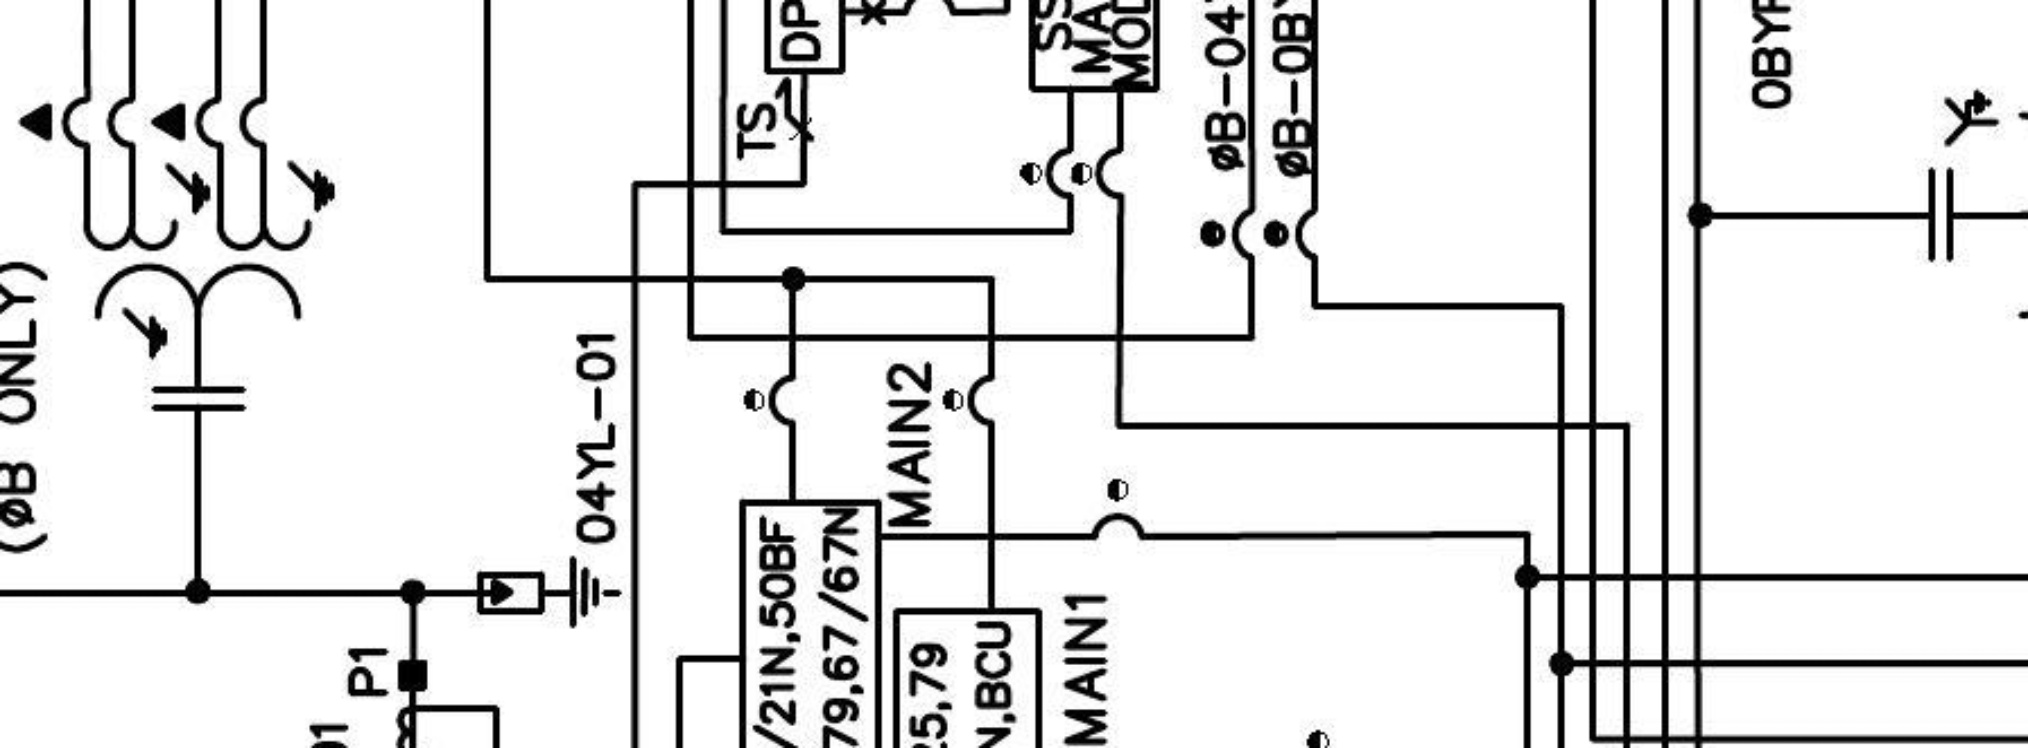 DP
TS
SS
MA
MOD
ØB-04
ØB-0BY
0BYF
(ØB ONLY)
04YL-01
MAIN2
/21N,50BF
79,67/67N
25,79
N,BCU
MAIN1
P1
01